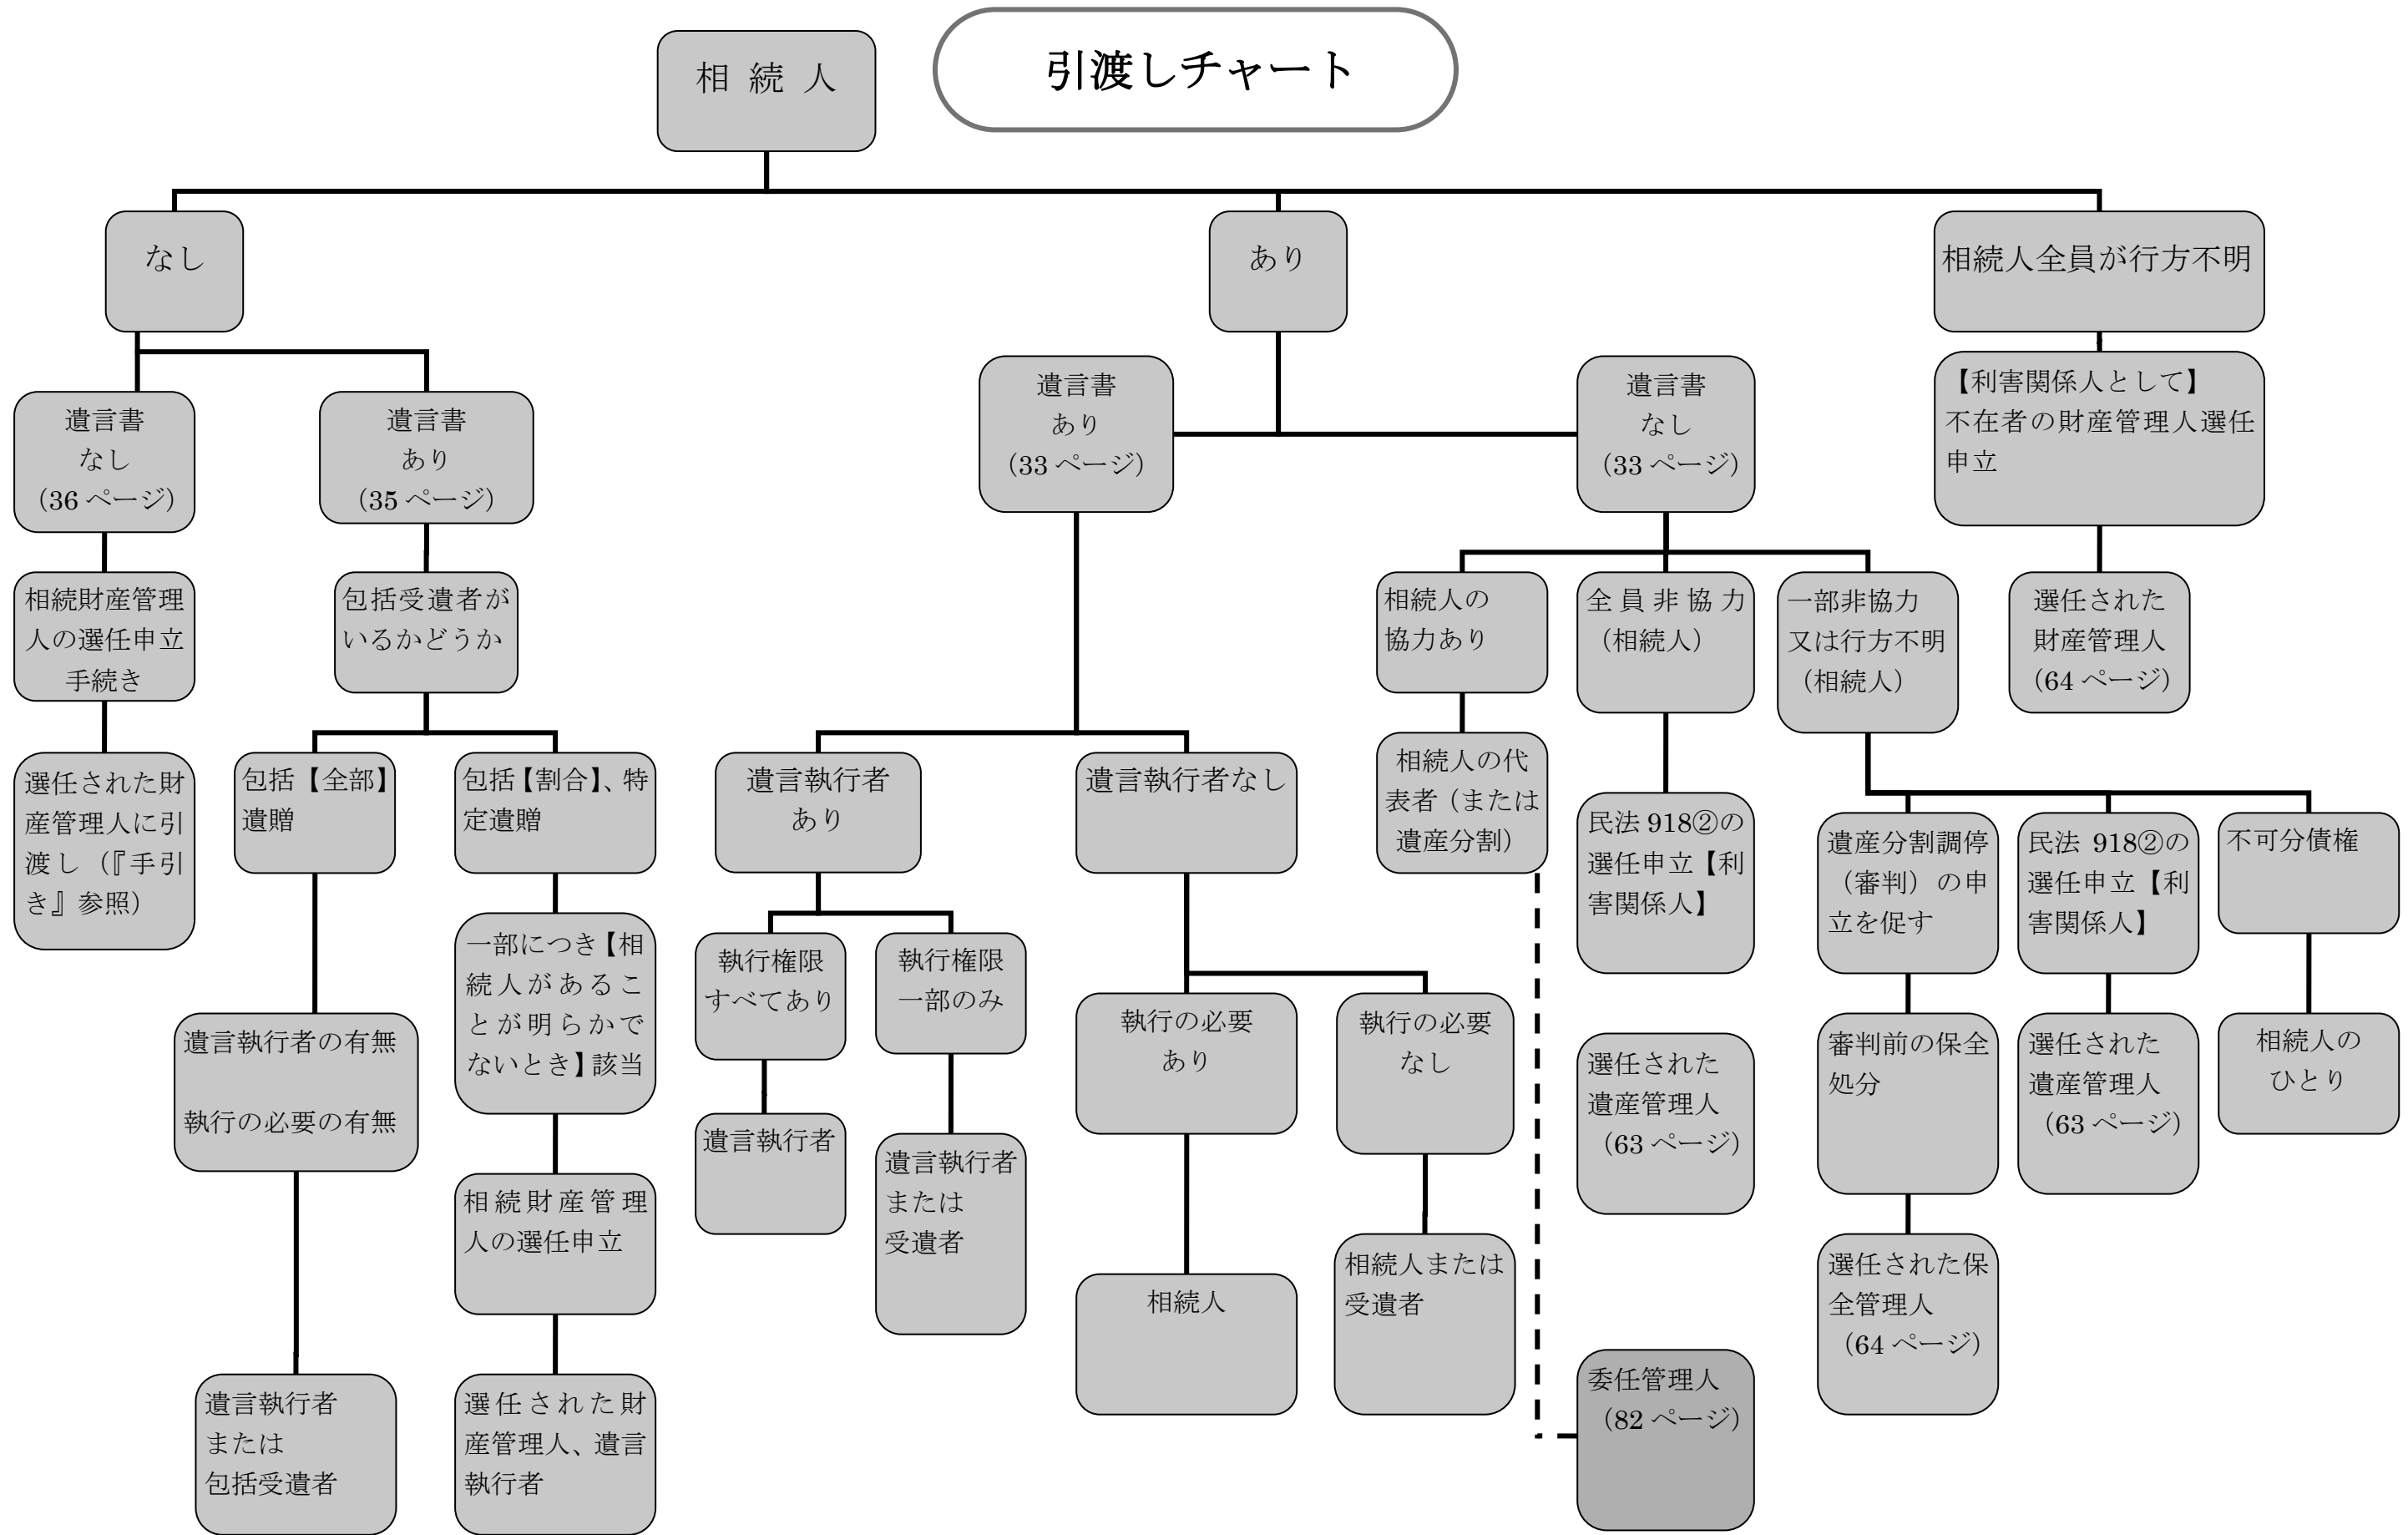 引渡しチャート
相 続 人
なし
あり
相続人全員が行方不明
遺言書
なし
（36 ページ）
遺言書
あり
（35 ページ）
遺言書
あり
（33 ページ）
遺言書
なし
（33 ページ）
【利害関係人として】
不在者の財産管理人選任
申立
相続財産管理
人の選任申立
手続き
包括受遺者が
いるかどうか
相続人の
協力あり
全員非協力
（相続人）
一部非協力
又は行方不明
（相続人）
選任された
財産管理人
（64 ページ）
選任された財
産管理人に引
渡し（『手引
き』参照）
包括【全部】
遺贈
包括【割合】、特
定遺贈
遺言執行者
あり
遺言執行者なし
相続人の代
表者（または
遺産分割）
民法 918②の
選任申立【利
害関係人】
遺産分割調停
（審判）の申
立を促す
民法 918②の
選任申立【利
害関係人】
不可分債権
一部につき【相
続人があるこ
とが明らかで
ないとき】該当
執行権限
すべてあり
執行権限
一部のみ
遺言執行者の有無
執行の必要の有無
執行の必要
あり
執行の必要
なし
選任された
遺産管理人
（63 ページ）
審判前の保全
処分
選任された
遺産管理人
（63 ページ）
相続人の
ひとり
遺言執行者
遺言執行者
または
受遺者
相続財産管理
人の選任申立
相続人
相続人または
受遺者
選任された保
全管理人
（64 ページ）
遺言執行者
または
包括受遺者
選任された財
産管理人、遺言
執行者
委任管理人
（82 ページ）